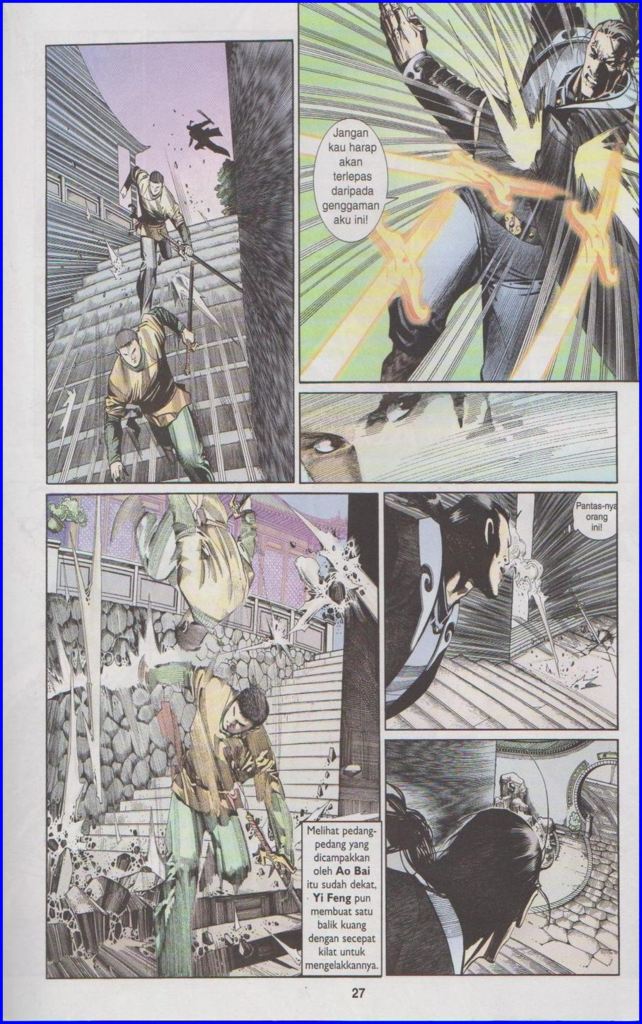 Jangan
kau harap
akan
terlepas
daripada
genggaman
aku ini!
Pantas-nya
orang
ini!
Melihat pedang-
pedang yang
dicampakkan
oleh Ao Bai
itu sudah dekat,
Yi Feng pun
membuat satu
balik kuang
dengan secepat
kilat untuk
mengelakkannya.
27